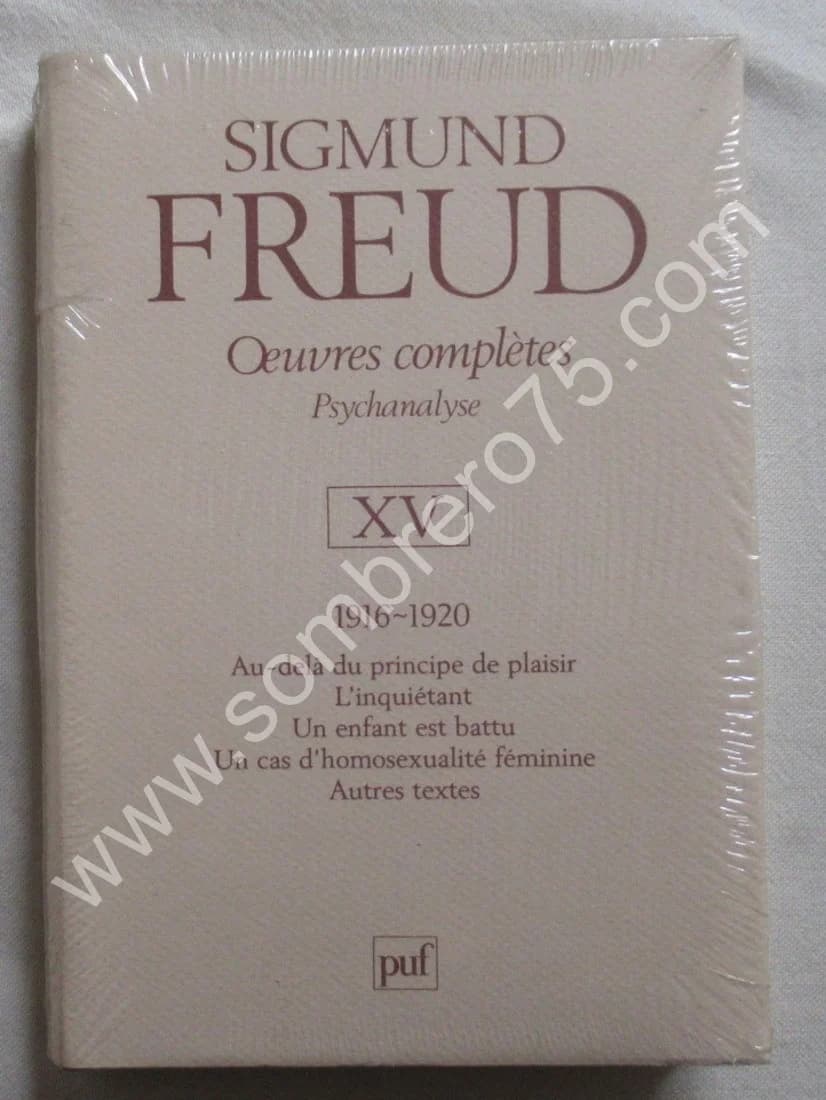 SIGMUND
FREUD
Œuvres complètes
Psychanalyse
XV
1916~1920
Au-delà du principe de plaisir
L'inquiétant
Un enfant est battu
Un cas d'homosexualité féminine
Autres textes
puf
www.sombrero75.com